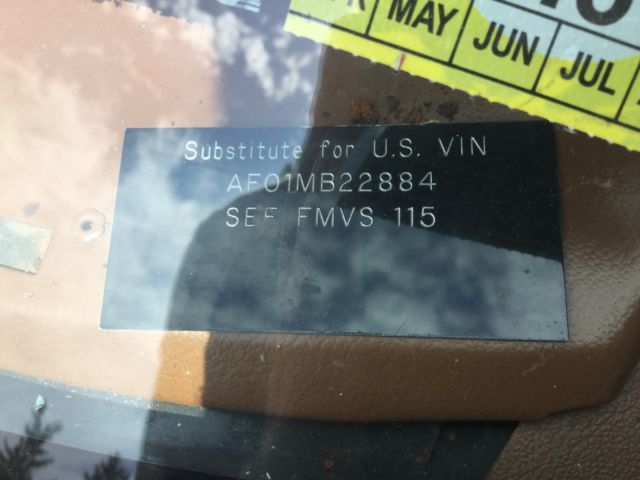 MAY
JUN
JUL
Substitute for U.S. VIN
AF01MB22884
SEE FMVS 115